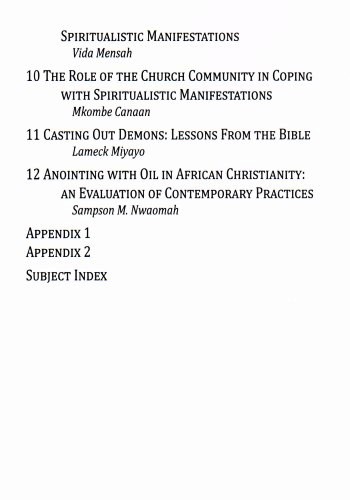 Spiritualistic Manifestations
Vida Mensah
10 The Role of the Church Community in Coping
with Spiritualistic Manifestations
Mkombe Canaan
11 Casting Out Demons: Lessons From the Bible
Lameck Miyayo
12 Anointing with Oil in African Christianity:
an Evaluation of Contemporary Practices
Sampson M. Nwaomah
Appendix 1
Appendix 2
Subject Index